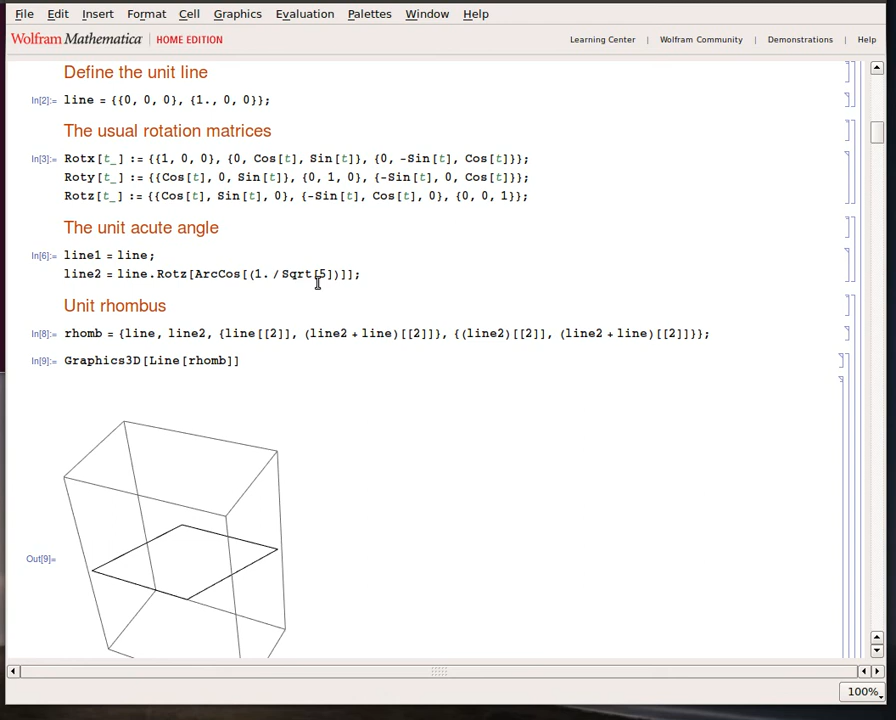 File Edit Insert Format Cell Graphics Evaluation Palettes Window Help
Wolfram Mathematica | HOME EDITION Learning Center | Wolfram Community | Demonstrations | Help
Define the unit line
In[2]:= line = {{0, 0, 0}, {1., 0, 0}};
The usual rotation matrices
In[3]:= Rotx[t_] := {{1, 0, 0}, {0, Cos[t], Sin[t]}, {0, -Sin[t], Cos[t]}};
Roty[t_] := {{Cos[t], 0, Sin[t]}, {0, 1, 0}, {-Sin[t], 0, Cos[t]}};
Rotz[t_] := {{Cos[t], Sin[t], 0}, {-Sin[t], Cos[t], 0}, {0, 0, 1}};
The unit acute angle
In[6]:= line1 = line;
line2 = line.Rotz[ArcCos[(1. / Sqrt[5])]];
Unit rhombus
In[8]:= rhomb = {line, line2, {line[[2]], (line2 + line)[[2]]}, {(line2)[[2]], (line2 + line)[[2]]}};
In[9]:= Graphics3D[Line[rhomb]]
Out[9]=
100%